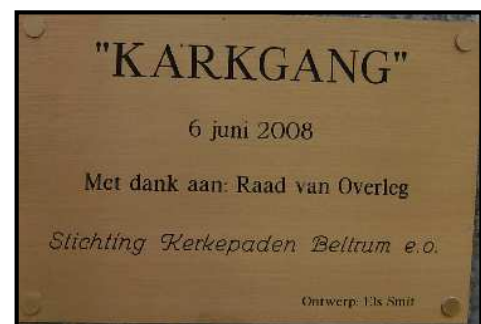 "KARKGANG"
6 juni 2008
Met dank aan: Raad van Overleg
Stichting Kerkepaden Beltrum e.o.
Ontwerp: Els Smit